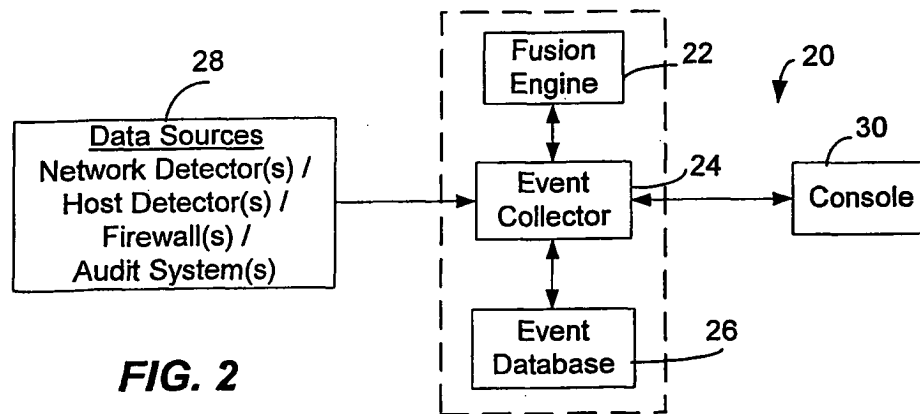 28
Data Sources
Network Detector(s) /
Host Detector(s) /
Firewall(s) /
Audit System(s)
Fusion
Engine
22
Event
Collector
24
Event
Database
26
20
30
Console
FIG. 2